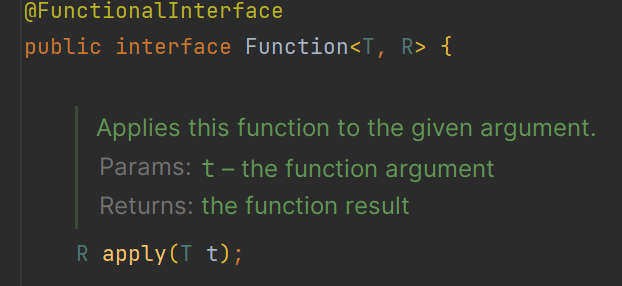 @FunctionalInterface
public interface Function<T, R> {
Applies this function to the given argument.
Params: t – the function argument
Returns: the function result
R apply(T t);